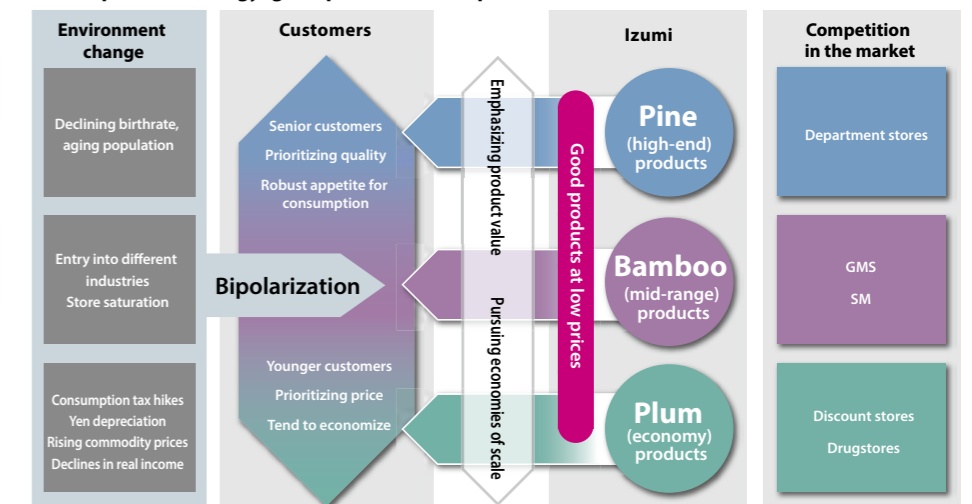 Environment
change
Declining birthrate,
aging population
Entry into different
industries
Store saturation
Consumption tax hikes
Yen depreciation
Rising commodity prices
Declines in real income
Bipolarization
Customers
Senior customers
Prioritizing quality
Robust appetite for
consumption
Younger customers
Prioritizing price
Tend to economize
Emphasizing product value
Pursuing economies of scale
Good products at low prices
Izumi
Pine
(high-end)
products
Bamboo
(mid-range)
products
Plum
(economy)
products
Competition
in the market
Department stores
GMS
SM
Discount stores
Drugstores